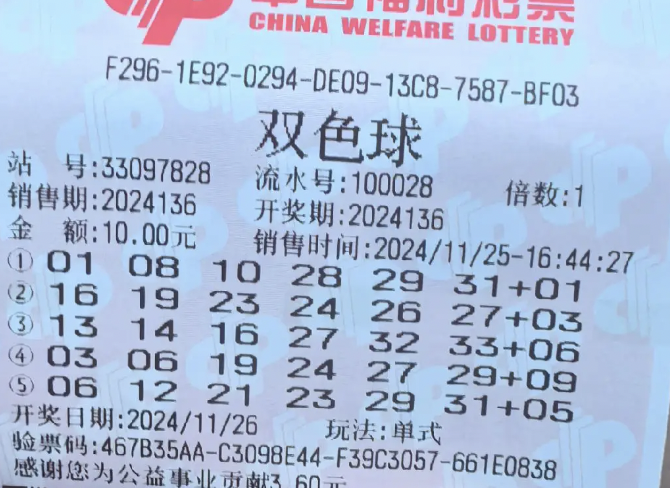 中国福利彩票
CHINA WELFARE LOTTERY
F296-1E92-0294-DE09-13C8-7587-BF03
双色球
站 号:33097828 流水号:100028 倍数:1
销售期:2024136 开奖期:2024136
金 额:10.00元 销售时间:2024/11/25-16:44:27
① 01 08 10 28 29 31+01
② 16 19 23 24 26 27+03
③ 13 14 16 27 32 33+06
④ 03 06 19 24 27 29+09
⑤ 06 12 21 23 29 31+05
开奖日期:2024/11/26 玩法:单式
验票码:467B35AA-C3098E44-F39C3057-661E0838
感谢您为公益事业贡献3.60元